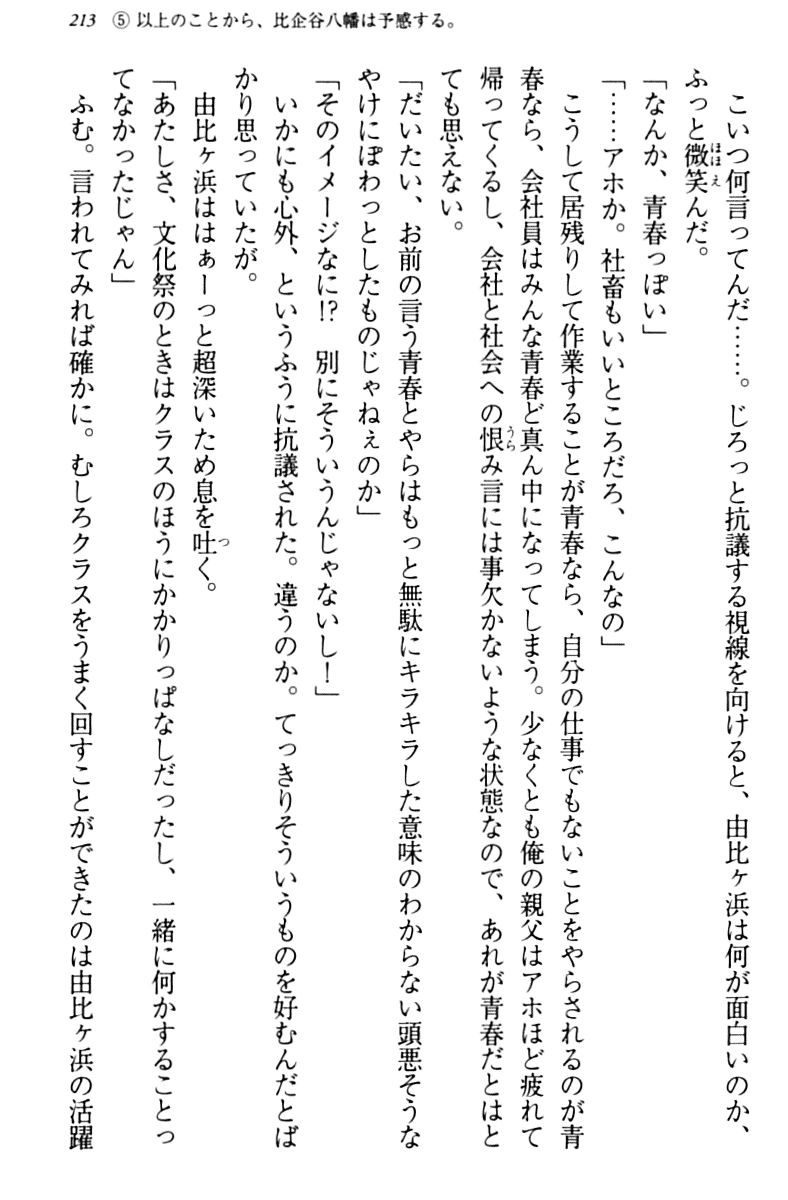 213　⑤ 以上のことから、比企谷八幡は予感する。
　こいつ何言ってんだ……。じろっと抗議する視線を向けると、由比ヶ浜は何が面白いのか、
ふっと微笑んだ。
「なんか、青春っぽい」
「……アホか。社畜もいいところだろ、こんなの」
　こうして居残りして作業することが青春なら、自分の仕事でもないことをやらされるのが青
春なら、会社員はみんな青春ど真ん中になってしまう。少なくとも俺の親父はアホほど疲れて
帰ってくるし、会社と社会への恨み言には事欠かないような状態なので、あれが青春だとはと
ても思えない。
「だいたい、お前の言う青春とやらはもっと無駄にキラキラした意味のわからない頭悪そうな
やけにぽわっとしたものじゃねぇのか」
「そのイメージなに!?　別にそういうんじゃないし！」
　いかにも心外、というふうに抗議された。違うのか。てっきりそういうものを好むんだとば
かり思っていたが。
　由比ヶ浜ははぁーっと超深いため息を吐く。
「あたしさ、文化祭のときはクラスのほうにかかりっぱなしだったし、一緒に何かすることっ
てなかったじゃん」
　ふむ。言われてみれば確かに。むしろクラスをうまく回すことができたのは由比ヶ浜の活躍